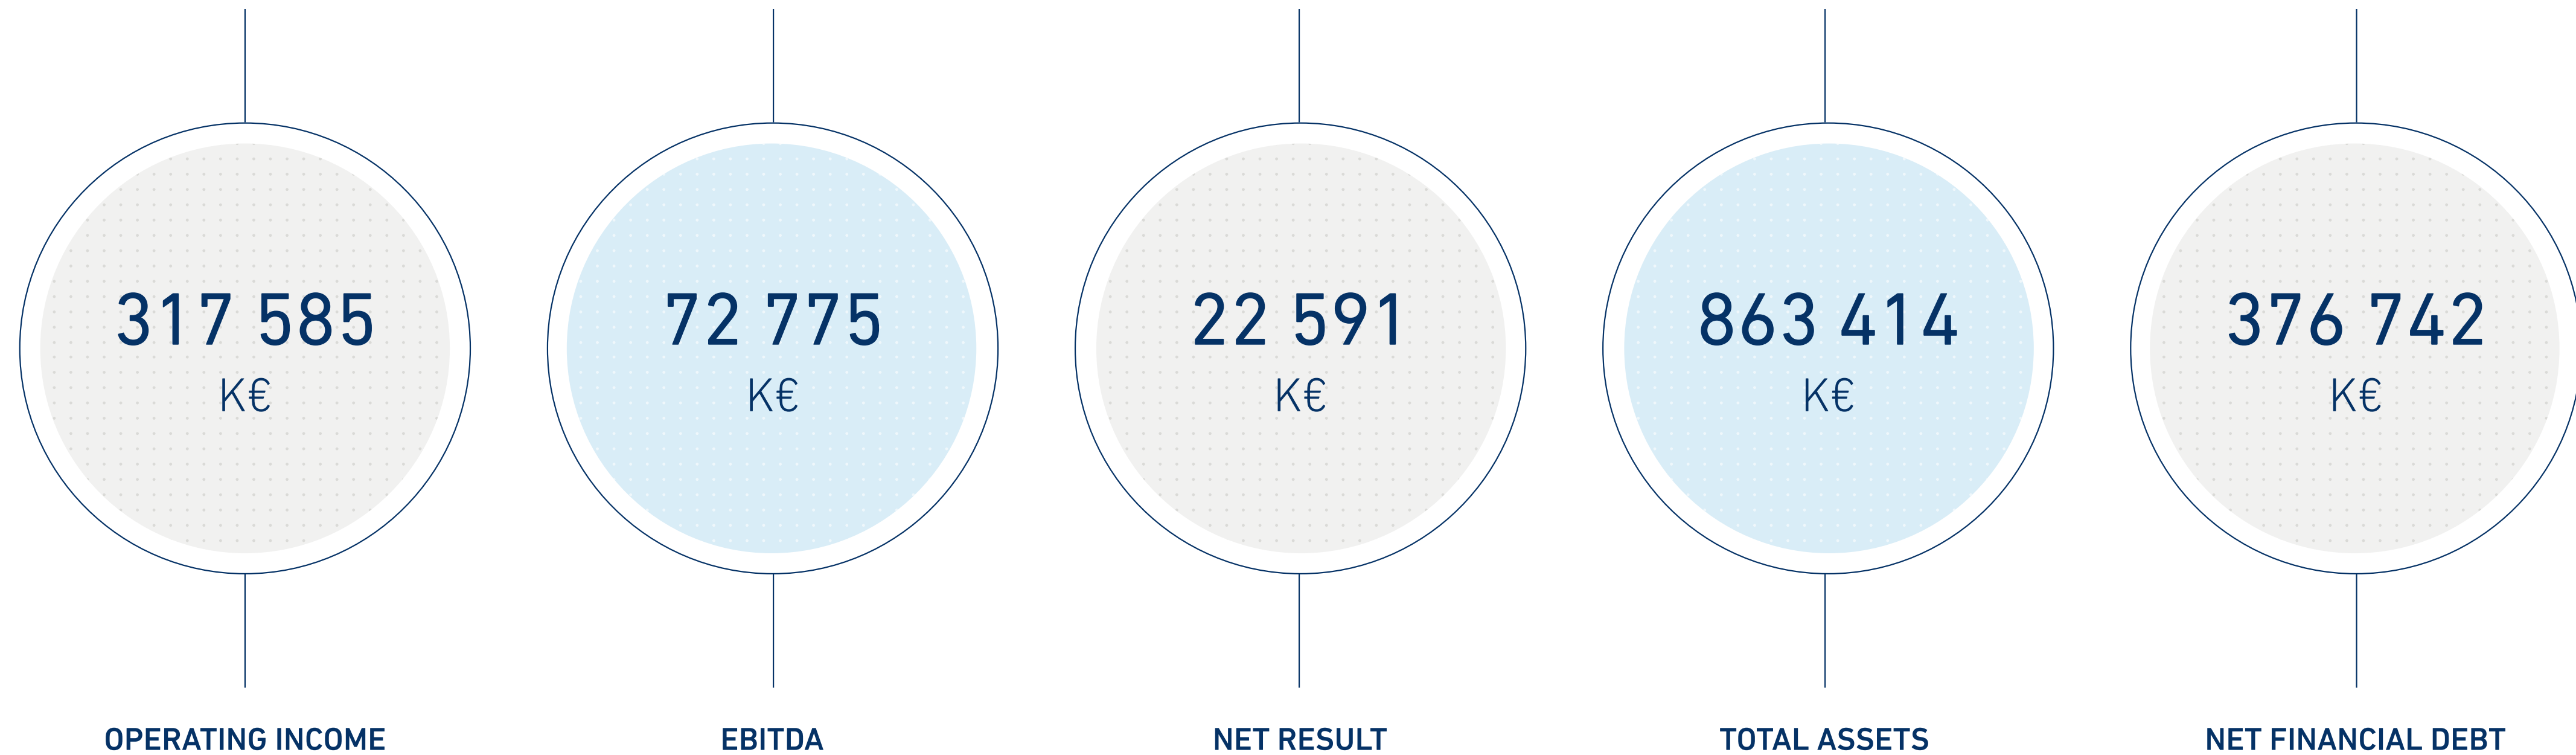 317 585
K€
OPERATING INCOME
72 775
K€
EBITDA
22 591
K€
NET RESULT
863 414
K€
TOTAL ASSETS
376 742
K€
NET FINANCIAL DEBT